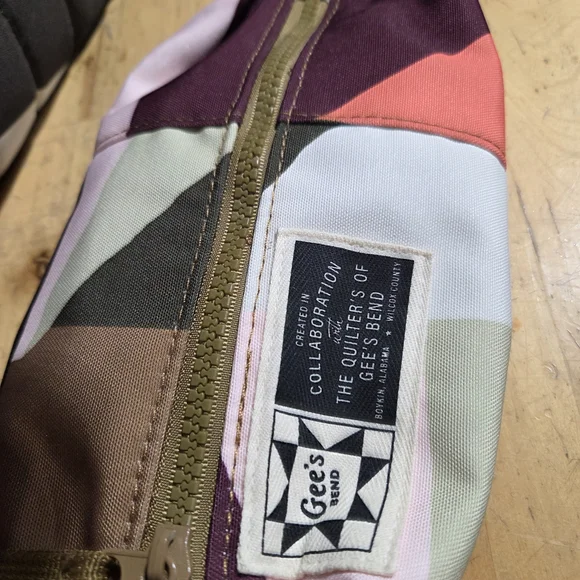 CREATED IN
COLLABORATION
with
THE QUILTER'S OF
GEE'S BEND
BOYKIN, ALABAMA ★ WILCOX COUNTY
Gee's
BEND